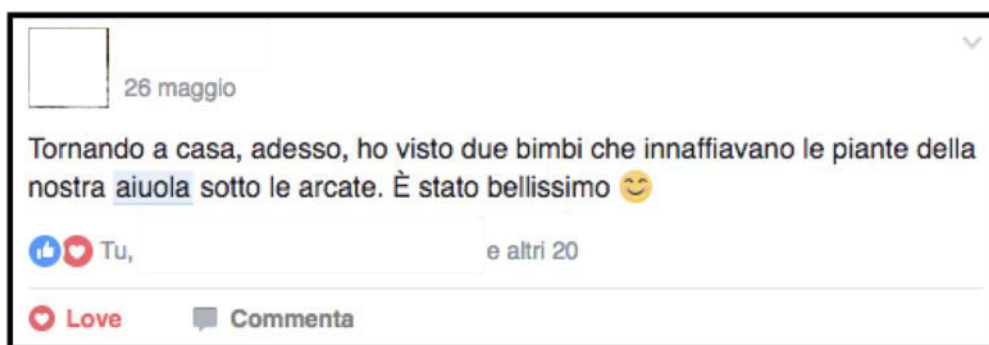 26 maggio
Tornando a casa, adesso, ho visto due bimbi che innaffiavano le piante della
nostra aiuola sotto le arcate. È stato bellissimo 😊
Tu, e altri 20
Love Commenta